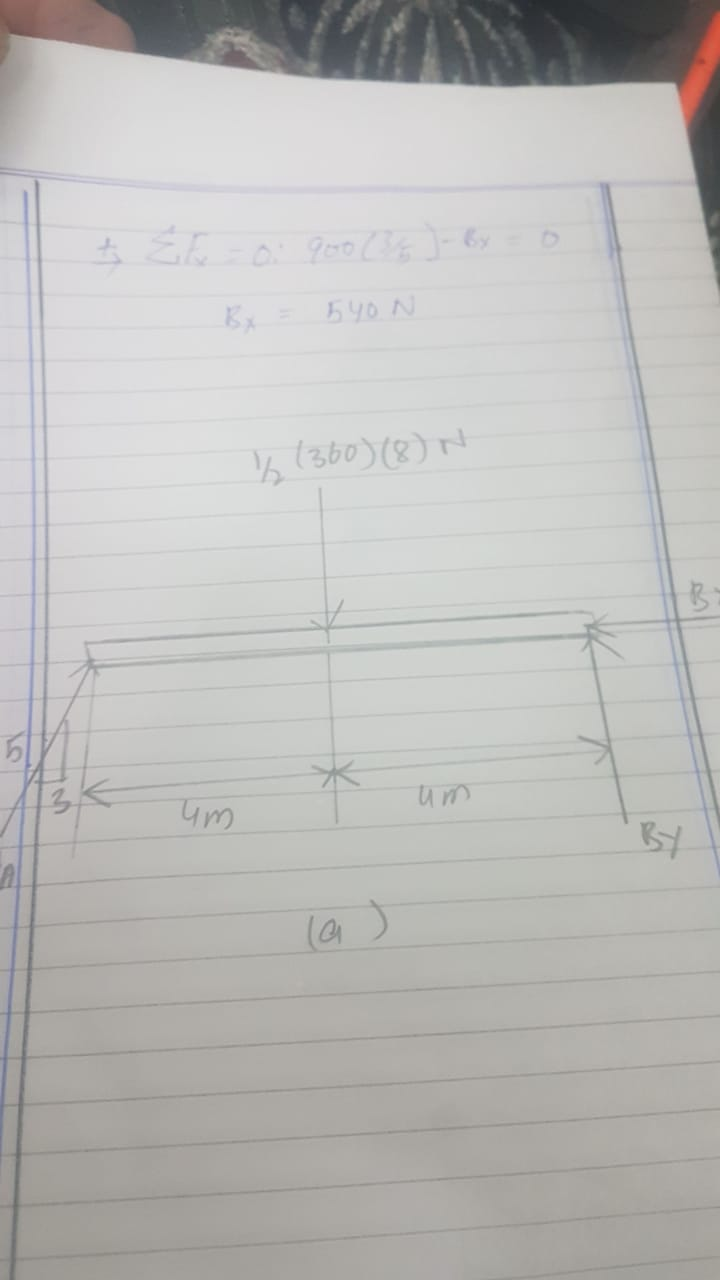 +→ ΣFx = 0: 900(3/5) - Bx = 0
Bx = 540 N
1/2 (360)(8) N
5
3
4m
4m
By
(a)